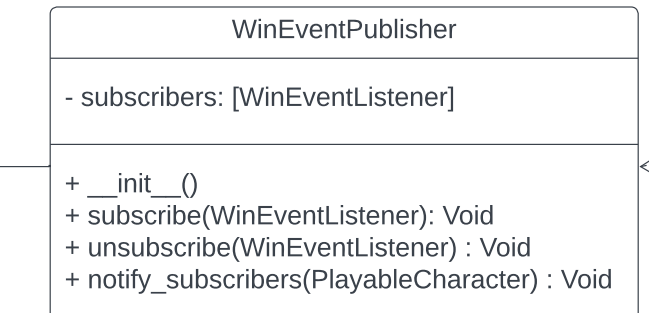 WinEventPublisher
- subscribers: [WinEventListener]
+ __init__()
+ subscribe(WinEventListener): Void
+ unsubscribe(WinEventListener) : Void
+ notify_subscribers(PlayableCharacter) : Void